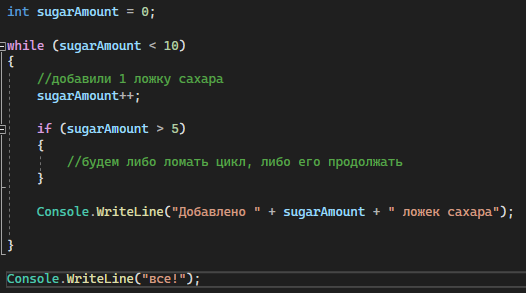 int sugarAmount = 0;
while (sugarAmount < 10)
{
//добавили 1 ложку сахара
sugarAmount++;
if (sugarAmount > 5)
{
//будем либо ломать цикл, либо его продолжать
}
Console.WriteLine("Добавлено " + sugarAmount + " ложек сахара");
}
Console.WriteLine("все!");